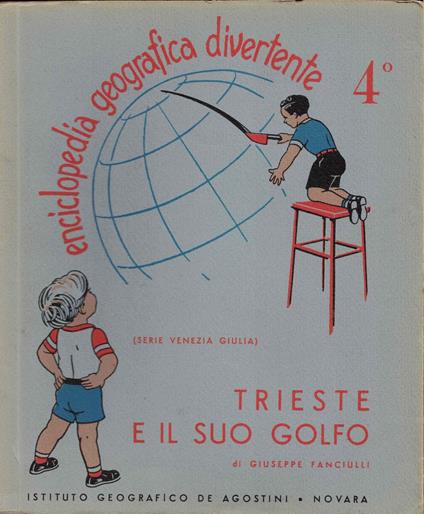 enciclopedia geografica divertente
4°
(SERIE VENEZIA GIULIA)
TRIESTE
E IL SUO GOLFO
di GIUSEPPE FANCIULLI
ISTITUTO GEOGRAFICO DE AGOSTINI • NOVARA